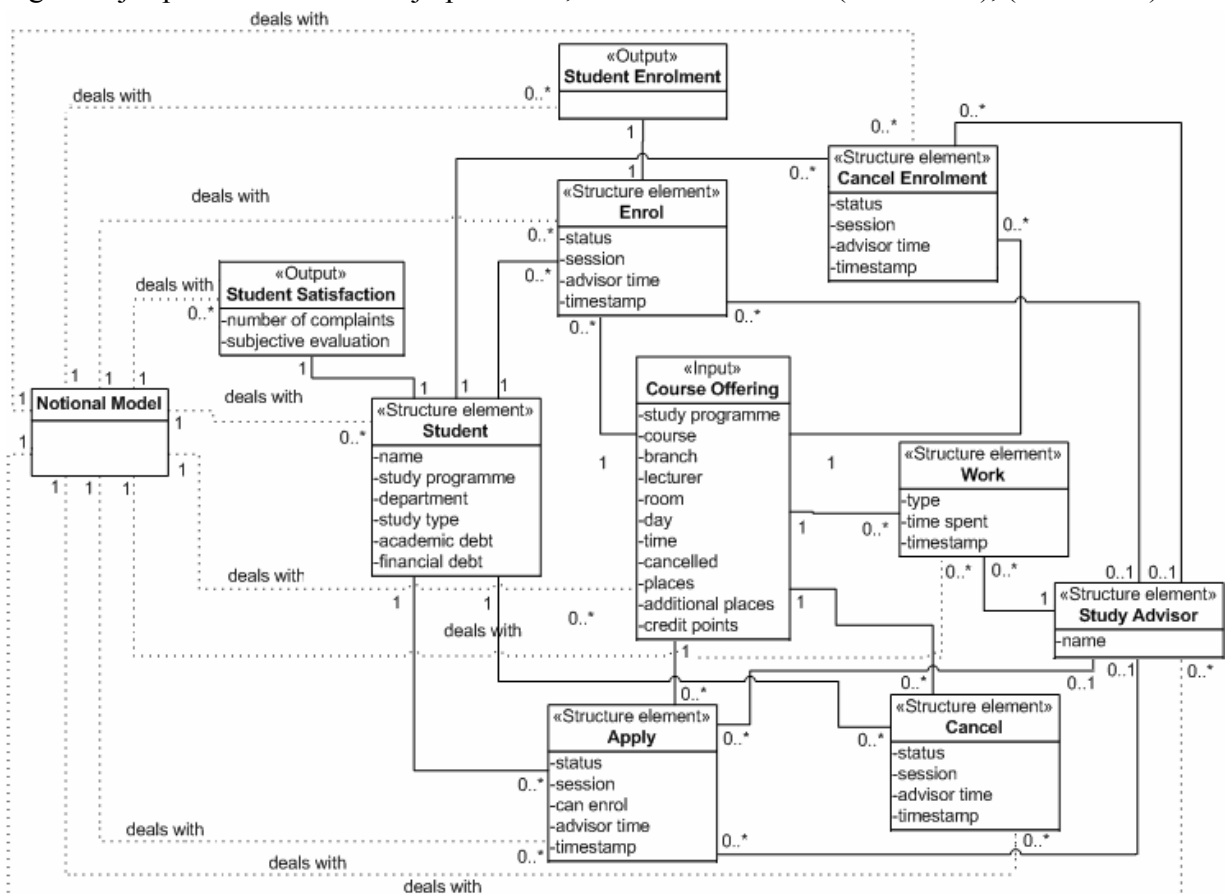 deals with
«Output»
Student Enrolment
deals with
0..*
0..*
0..*
1
«Structure element»
Cancel Enrolment
-status
-session
-advisor time
-timestamp
0..*
0..*
1
«Structure element»
Enrol
-status
-session
-advisor time
-timestamp
deals with
0..*
0..*
0..*
0..*
«Output»
Student Satisfaction
-number of complaints
-subjective evaluation
deals with
0..*
1
1
1
1
«Input»
Course Offering
-study programme
-course
-branch
-lecturer
-room
-day
-time
-cancelled
-places
-additional places
-credit points
Notional Model
1
1
1
1
1
1
1
1
1
1
1
deals with
0..*
«Structure element»
Student
-name
-study programme
-department
-study type
-academic debt
-financial debt
1
1
1
0..*
«Structure element»
Work
-type
-time spent
-timestamp
0..*
0..*
0..1
0..1
1
«Structure element»
Study Advisor
-name
0..1
0..1
0..*
deals with
0..*
deals with
1
1
1
1
0..*
«Structure element»
Apply
-status
-session
-can enrol
-advisor time
-timestamp
0..*
0..*
0..*
0..*
0..*
«Structure element»
Cancel
-status
-session
-advisor time
-timestamp
0..*
0..*
deals with
deals with
deals with